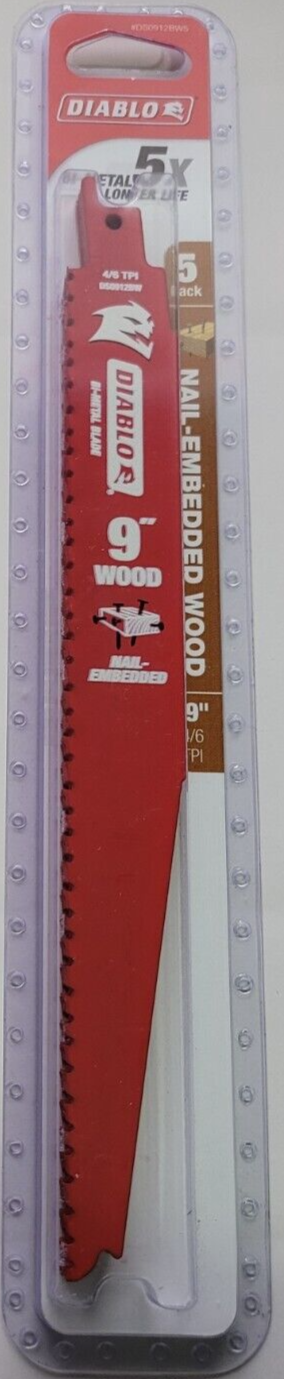 #DS0912BW5
DIABLO
BI-METAL 5X
LONGER LIFE
5
Pack
4/6 TPI
DS0912BW
DIABLO
BI-METAL BLADE
9"
WOOD
NAIL-
EMBEDDED
NAIL-EMBEDDED WOOD
9"
4/6
TPI